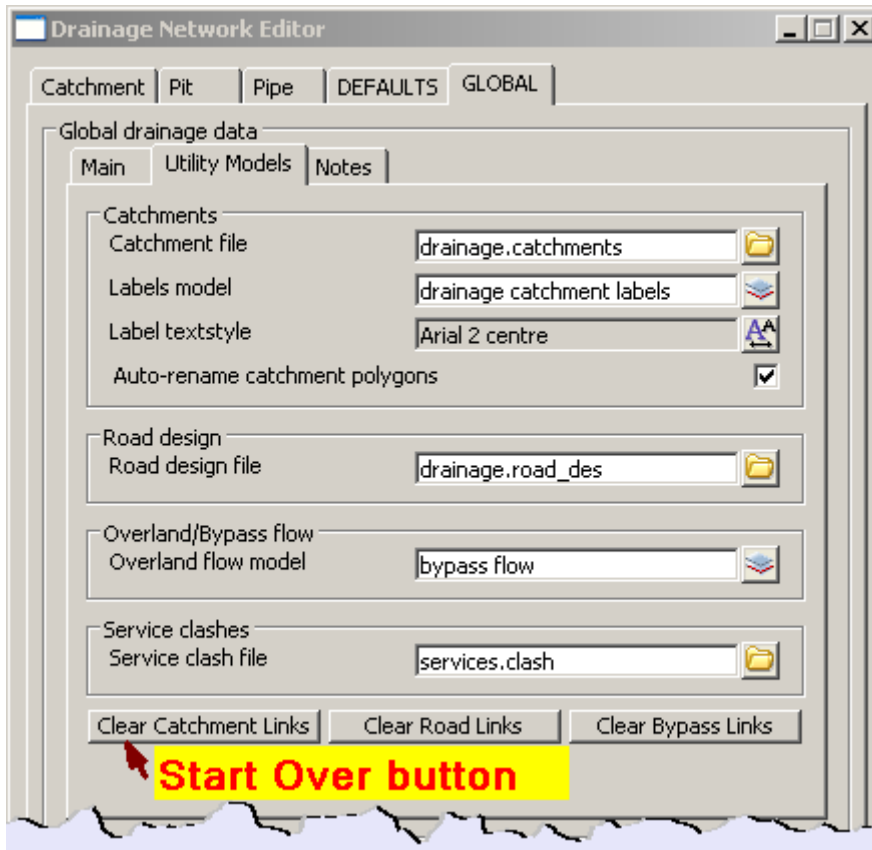 Drainage Network Editor
Catchment Pit Pipe DEFAULTS GLOBAL
Global drainage data
Main Utility Models Notes
Catchments
Catchment file drainage.catchments
Labels model drainage catchment labels
Label textstyle Arial 2 centre
Auto-rename catchment polygons
Road design
Road design file drainage.road_des
Overland/Bypass flow
Overland flow model bypass flow
Service clashes
Service clash file services.clash
Clear Catchment Links Clear Road Links Clear Bypass Links
Start Over button